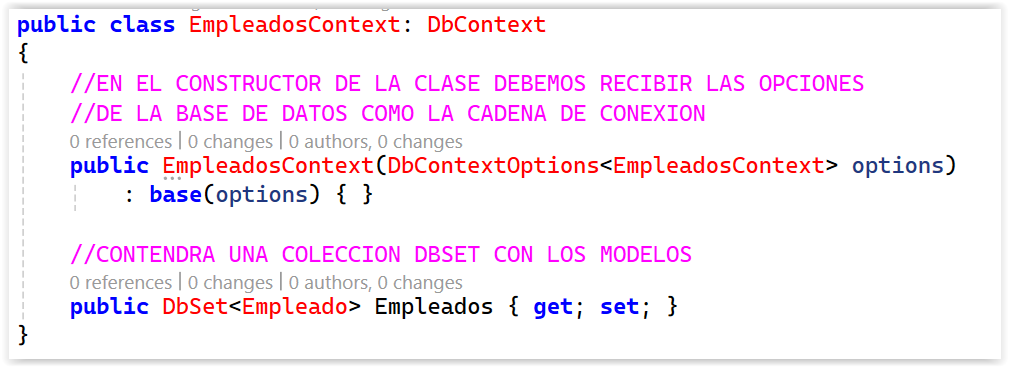 public class EmpleadosContext: DbContext
{
//EN EL CONSTRUCTOR DE LA CLASE DEBEMOS RECIBIR LAS OPCIONES
//DE LA BASE DE DATOS COMO LA CADENA DE CONEXION
0 references | 0 changes | 0 authors, 0 changes
public EmpleadosContext(DbContextOptions<EmpleadosContext> options)
: base(options) { }
//CONTENDRA UNA COLECCION DBSET CON LOS MODELOS
0 references | 0 changes | 0 authors, 0 changes
public DbSet<Empleado> Empleados { get; set; }
}